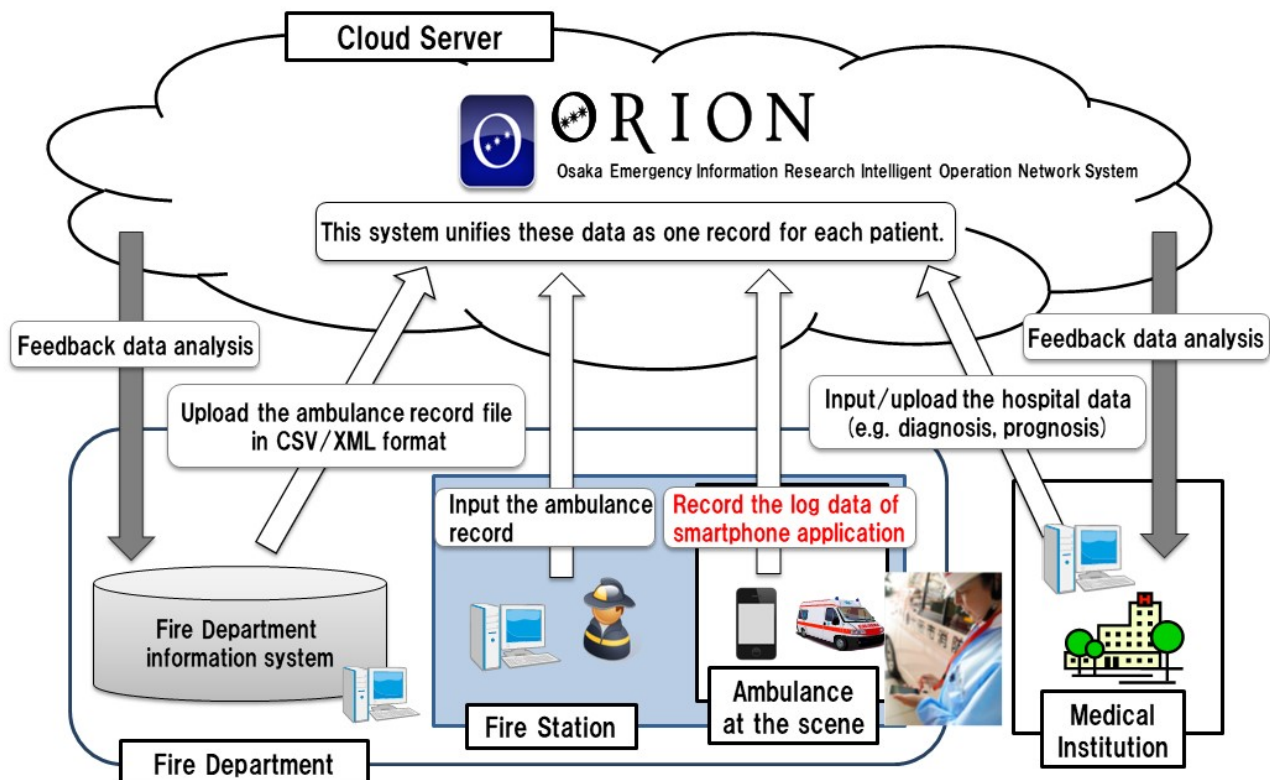 Cloud Server
O
ORION
Osaka Emergency Information Research Intelligent Operation Network System
This system unifies these data as one record for each patient.
Feedback data analysis
Feedback data analysis
Upload the ambulance record file
in CSV/XML format
Input/upload the hospital data
(e.g. diagnosis, prognosis)
Input the ambulance
record
Record the log data of
smartphone application
Fire Department
information system
H
Fire Station
Ambulance
at the scene
Medical
Institution
Fire Department